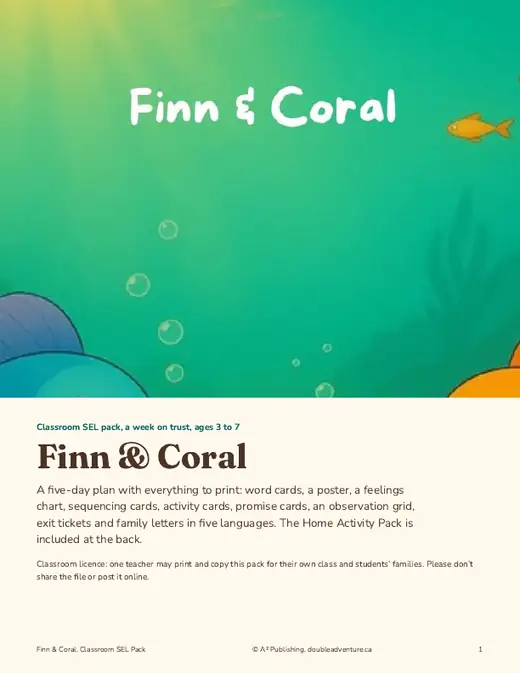 Finn & Coral
Classroom SEL pack, a week on trust, ages 3 to 7
Finn & Coral
A five-day plan with everything to print: word cards, a poster, a feelings
chart, sequencing cards, activity cards, promise cards, an observation grid,
exit tickets and family letters in five languages. The Home Activity Pack is
included at the back.
Classroom licence: one teacher may print and copy this pack for their own class and students' families. Please don't
share the file or post it online.
Finn & Coral, Classroom SEL Pack
© A² Publishing, doubleadventure.ca
1